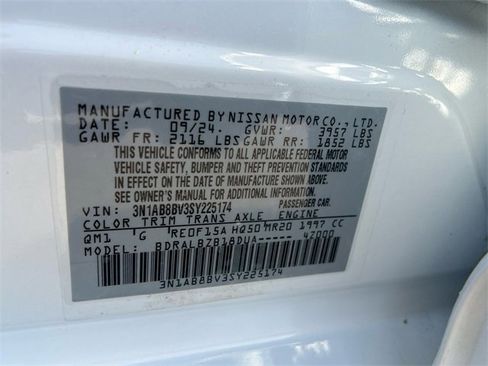 MANUFACTURED BY NISSAN MOTOR CO., LTD.
DATE: 09/24 GVWR: 3957 LBS
GAWR FR: 2116 LBS GAWR RR: 1852 LBS
THIS VEHICLE CONFORMS TO ALL APPLICABLE FEDERAL MOTOR
VEHICLE SAFETY, BUMPER AND THEFT PREVENTION STANDARDS
IN EFFECT ON THE DATE OF MANUFACTURE SHOWN ABOVE.
SEE OWNER'S MANUAL FOR ADDITIONAL INFORMATION
VIN: 3N1AB8BV3SY225174 PASSENGER CAR.
COLOR TRIM TRANS AXLE ENGINE
QM1 G RE0F15A HQ50 MR20 1997 CC
MODEL: BDRALBZB18DUA----- 4Z000
3N1AB8BV3SY225174